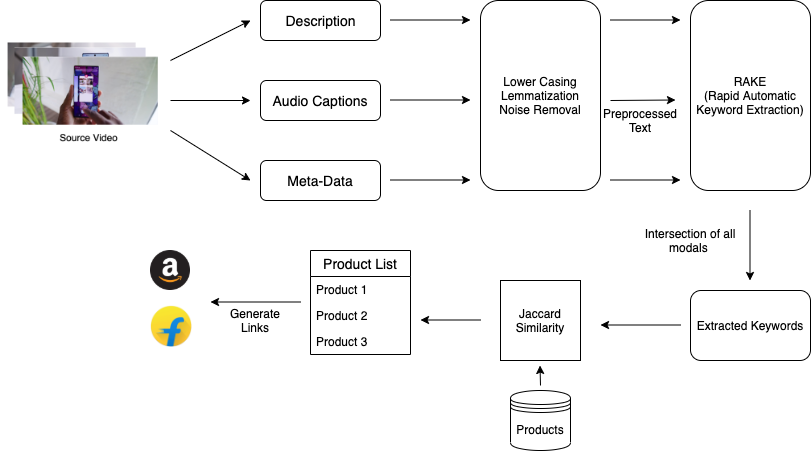 Description
Audio Captions
Meta-Data
Source Video
Lower Casing
Lemmatization
Noise Removal
Preprocessed
Text
RAKE
(Rapid Automatic
Keyword Extraction)
Intersection of all
modals
Extracted Keywords
Jaccard
Similarity
Products
Product List
Product 1
Product 2
Product 3
Generate
Links
a
f